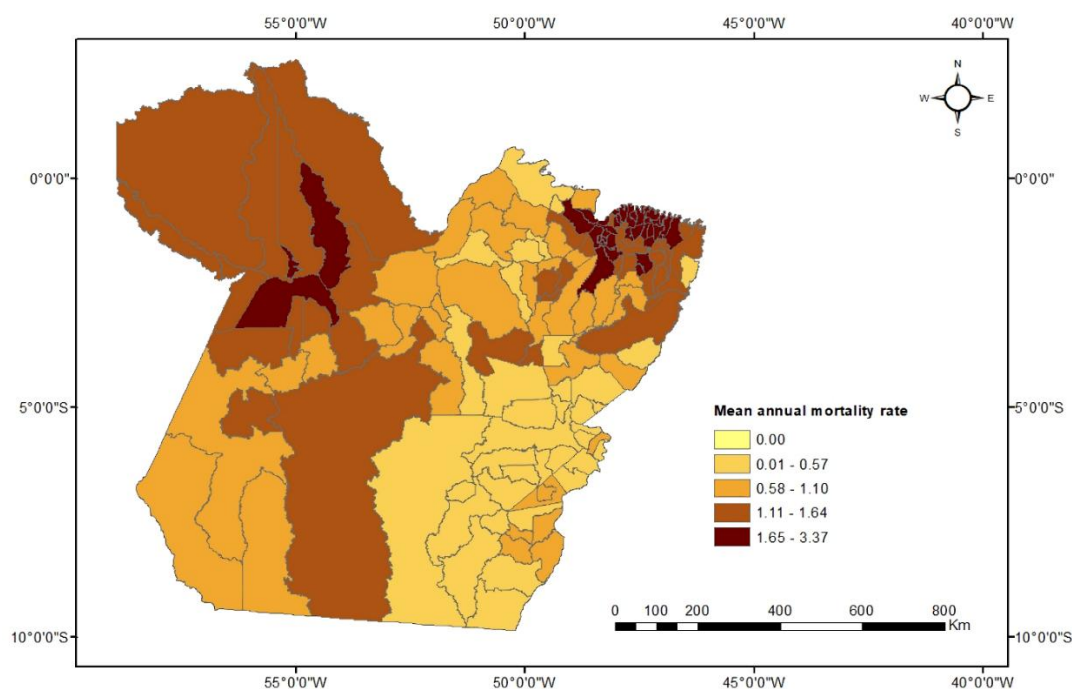 55°0'0"W 50°0'0"W 45°0'0"W 40°0'0"W
N
W E
S
0°0'0" 0°0'0"
5°0'0"S 5°0'0"S
Mean annual mortality rate
0.00
0.01 - 0.57
0.58 - 1.10
1.11 - 1.64
1.65 - 3.37
0 100 200 400 600 800
Km
10°0'0"S 10°0'0"S
55°0'0"W 50°0'0"W 45°0'0"W 40°0'0"W